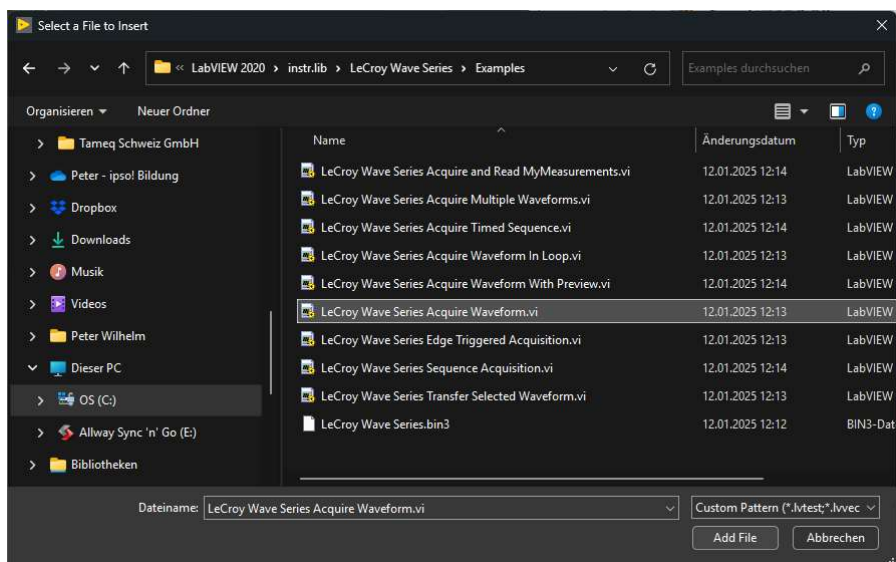 Select a File to Insert
« LabVIEW 2020 › instr.lib › LeCroy Wave Series › Examples
Examples durchsuchen
Organisieren
Neuer Ordner
Tameq Schweiz GmbH
Peter - ipso! Bildung
Dropbox
Downloads
Musik
Videos
Peter Wilhelm
Dieser PC
OS (C:)
Allway Sync 'n' Go (E:)
Bibliotheken
Name Änderungsdatum Typ
LeCroy Wave Series Acquire and Read MyMeasurements.vi 12.01.2025 12:14 LabVIEW
LeCroy Wave Series Acquire Multiple Waveforms.vi 12.01.2025 12:13 LabVIEW
LeCroy Wave Series Acquire Timed Sequence.vi 12.01.2025 12:14 LabVIEW
LeCroy Wave Series Acquire Waveform In Loop.vi 12.01.2025 12:13 LabVIEW
LeCroy Wave Series Acquire Waveform With Preview.vi 12.01.2025 12:14 LabVIEW
LeCroy Wave Series Acquire Waveform.vi 12.01.2025 12:13 LabVIEW
LeCroy Wave Series Edge Triggered Acquisition.vi 12.01.2025 12:13 LabVIEW
LeCroy Wave Series Sequence Acquisition.vi 12.01.2025 12:14 LabVIEW
LeCroy Wave Series Transfer Selected Waveform.vi 12.01.2025 12:13 LabVIEW
LeCroy Wave Series.bin3 12.01.2025 12:12 BIN3-Dat
Dateiname: LeCroy Wave Series Acquire Waveform.vi
Custom Pattern (*.lvtest;*.lvvec
Add File
Abbrechen